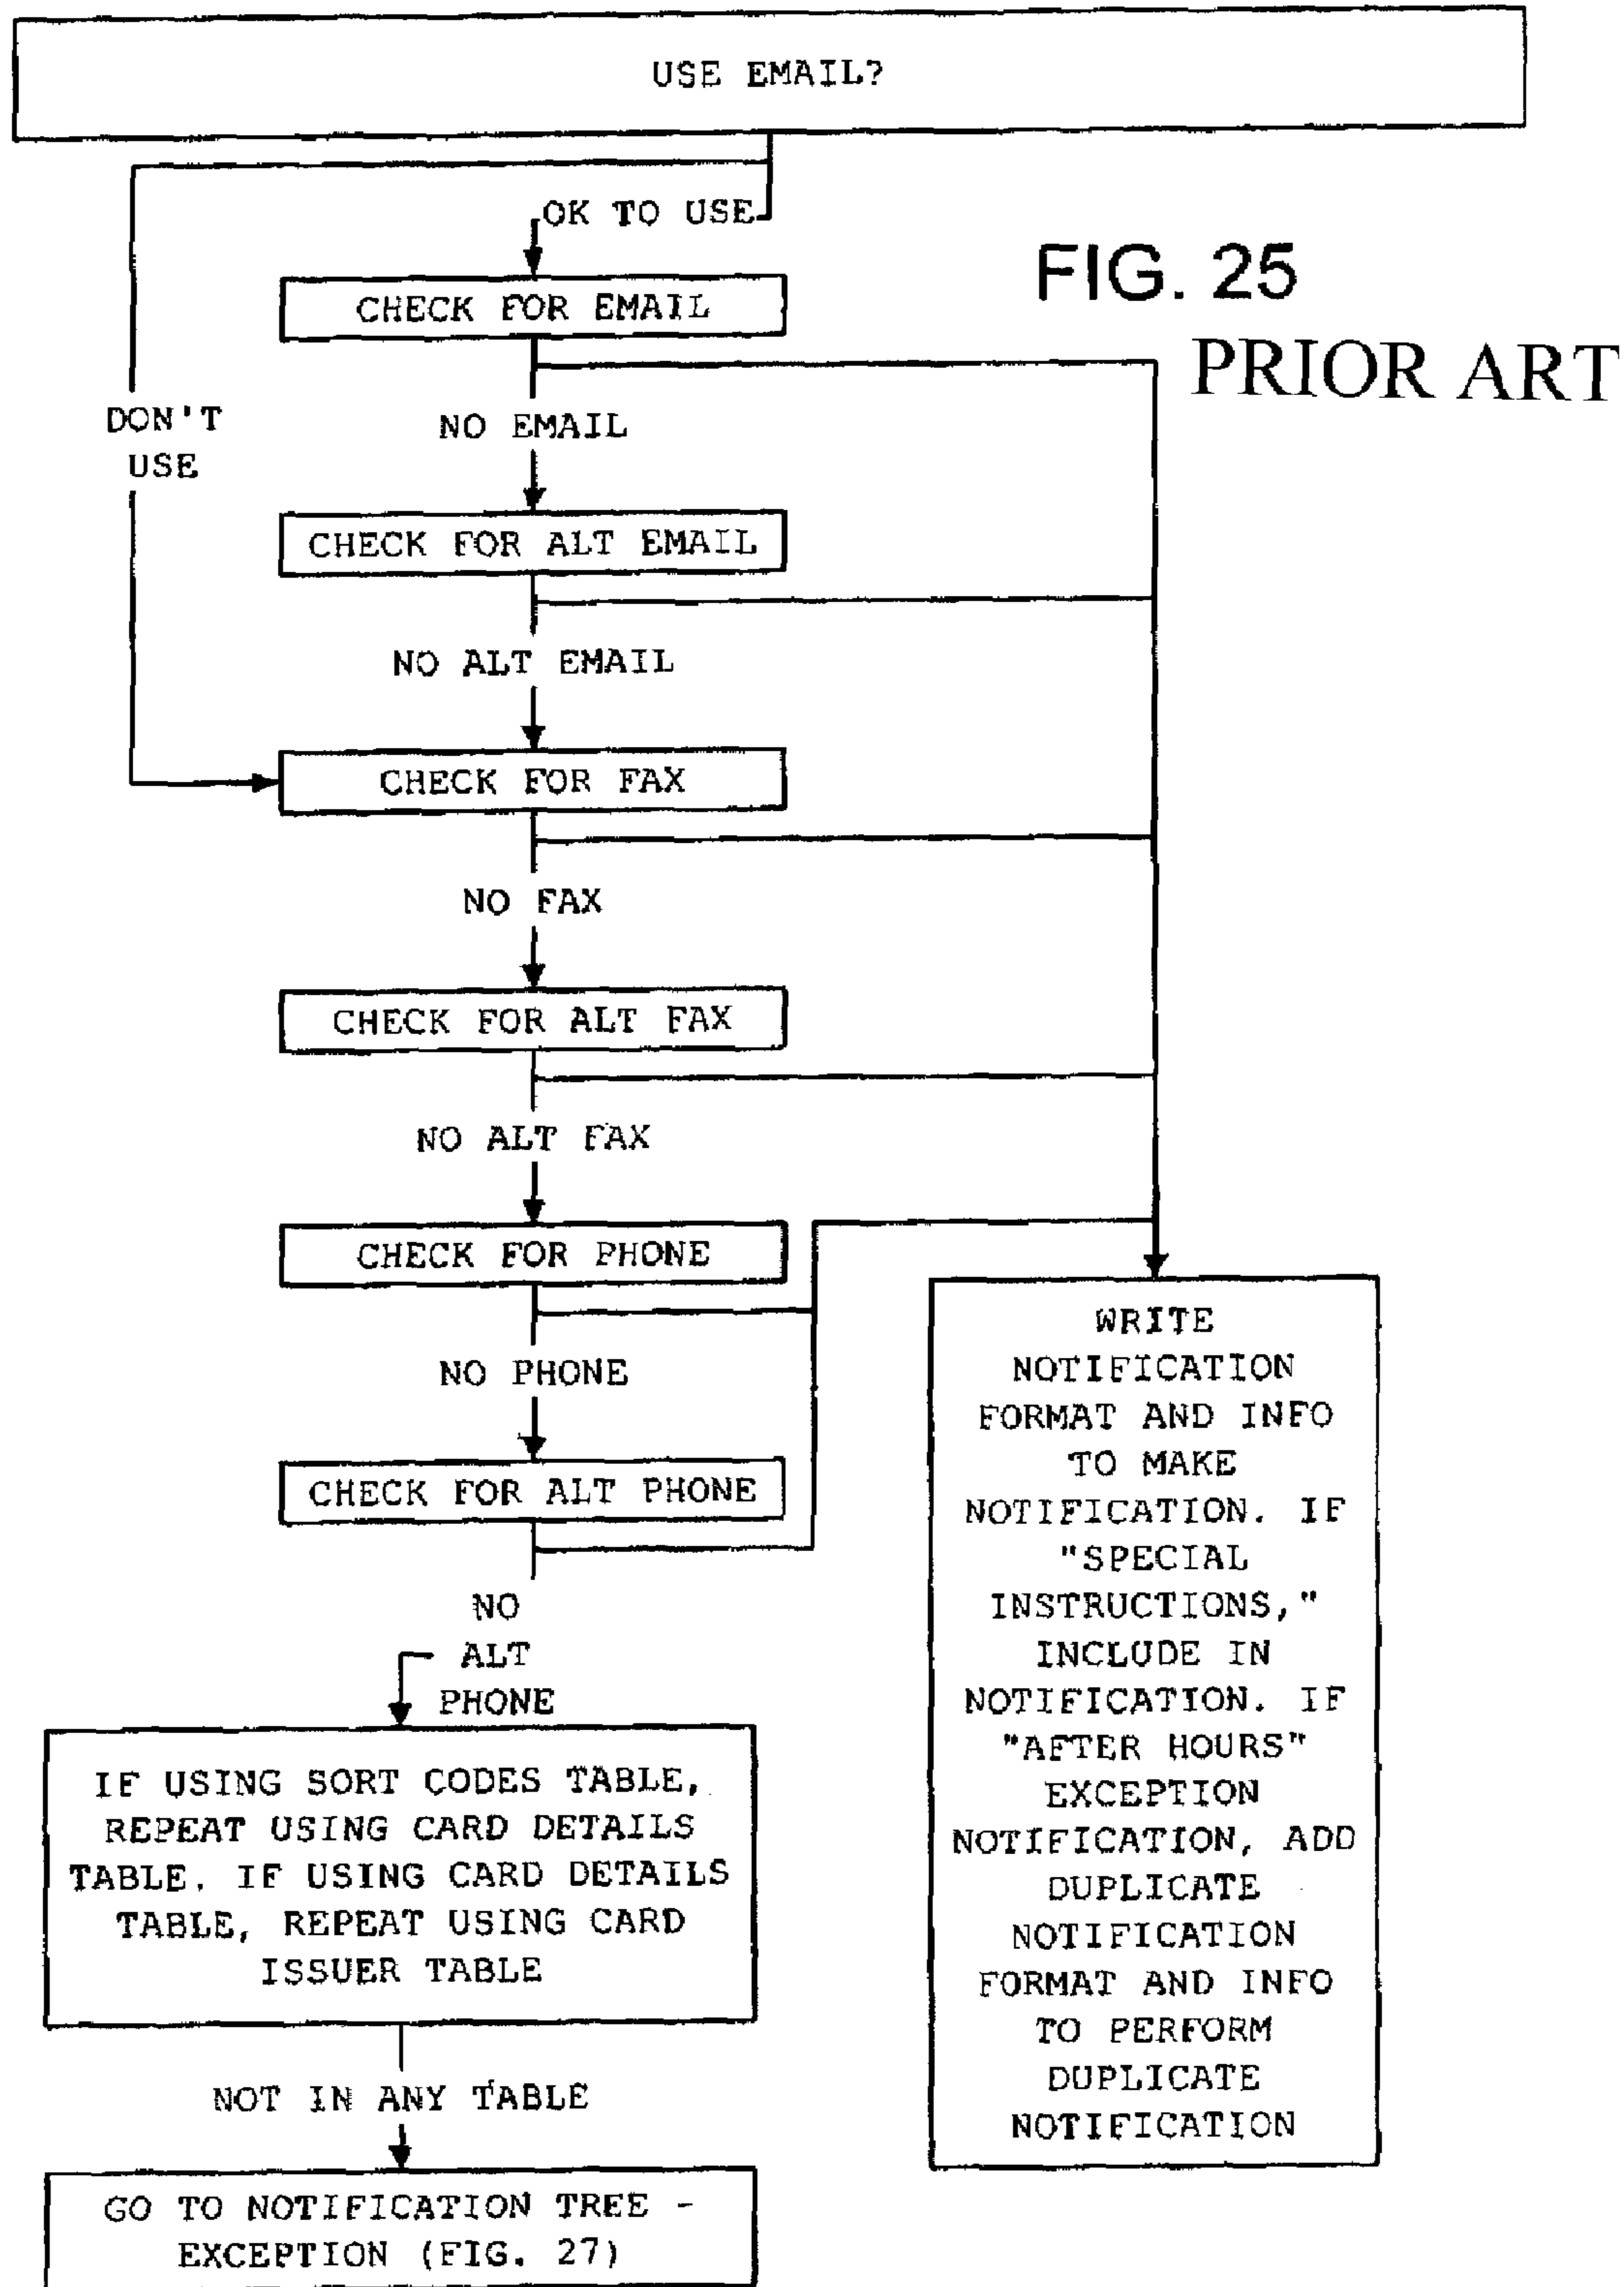 USE EMAIL?
OK TO USE
FIG. 25
PRIOR ART
CHECK FOR EMAIL
DON'T
USE
NO EMAIL
CHECK FOR ALT EMAIL
NO ALT EMAIL
CHECK FOR FAX
NO FAX
CHECK FOR ALT FAX
NO ALT FAX
CHECK FOR PHONE
NO PHONE
CHECK FOR ALT PHONE
NO
ALT
PHONE
IF USING SORT CODES TABLE,
REPEAT USING CARD DETAILS
TABLE. IF USING CARD DETAILS
TABLE, REPEAT USING CARD
ISSUER TABLE
NOT IN ANY TABLE
GO TO NOTIFICATION TREE -
EXCEPTION (FIG. 27)
WRITE
NOTIFICATION
FORMAT AND INFO
TO MAKE
NOTIFICATION. IF
"SPECIAL
INSTRUCTIONS,"
INCLUDE IN
NOTIFICATION. IF
"AFTER HOURS"
EXCEPTION
NOTIFICATION, ADD
DUPLICATE
NOTIFICATION
FORMAT AND INFO
TO PERFORM
DUPLICATE
NOTIFICATION